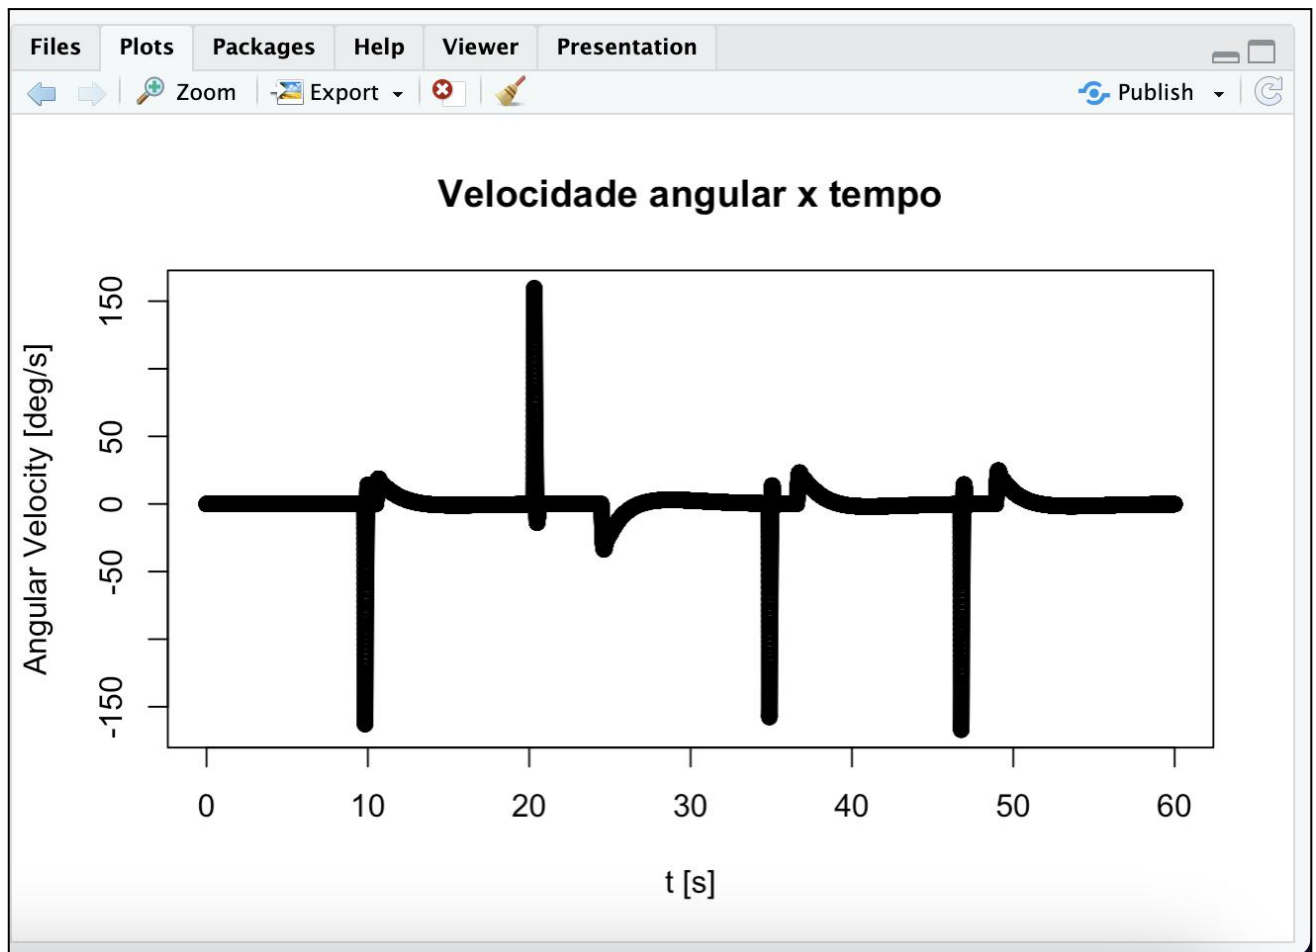 Files Plots Packages Help Viewer Presentation
Zoom Export Publish
Velocidade angular x tempo
Angular Velocity [deg/s]
150
50
0
-50
-150
0 10 20 30 40 50 60
t [s]